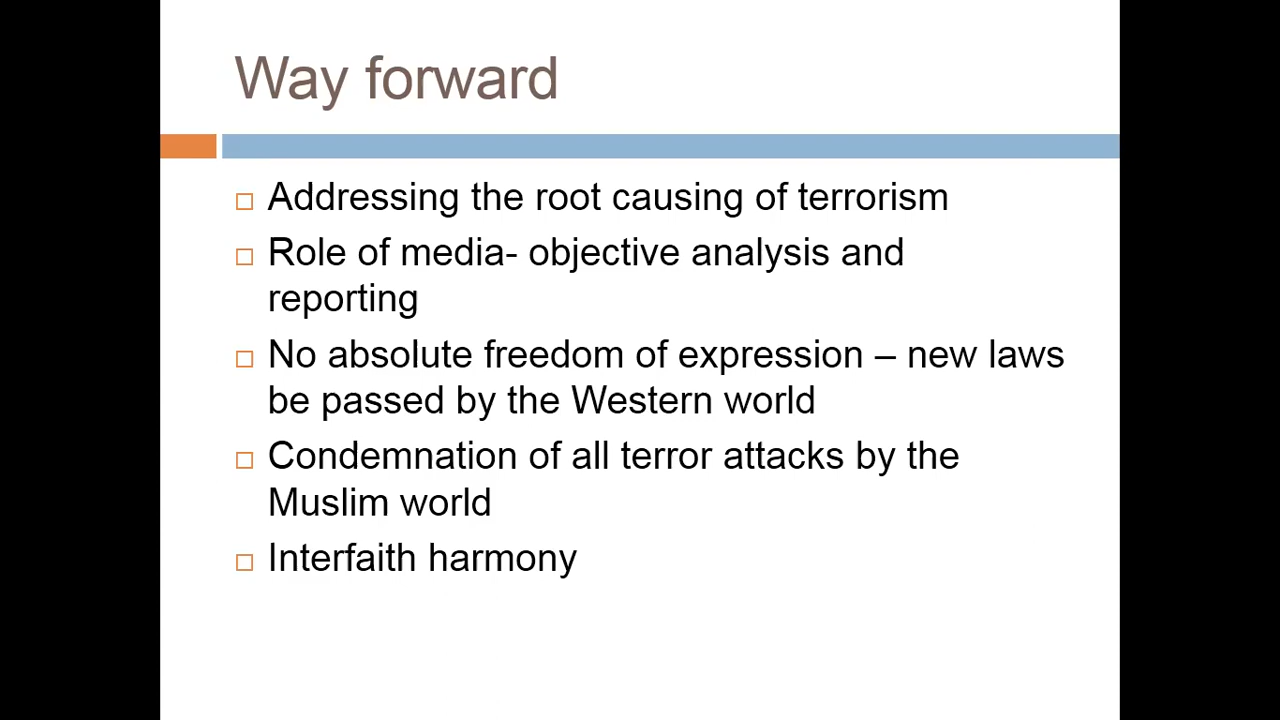 Way forward
Addressing the root causing of terrorism
Role of media- objective analysis and
reporting
No absolute freedom of expression – new laws
be passed by the Western world
Condemnation of all terror attacks by the
Muslim world
Interfaith harmony